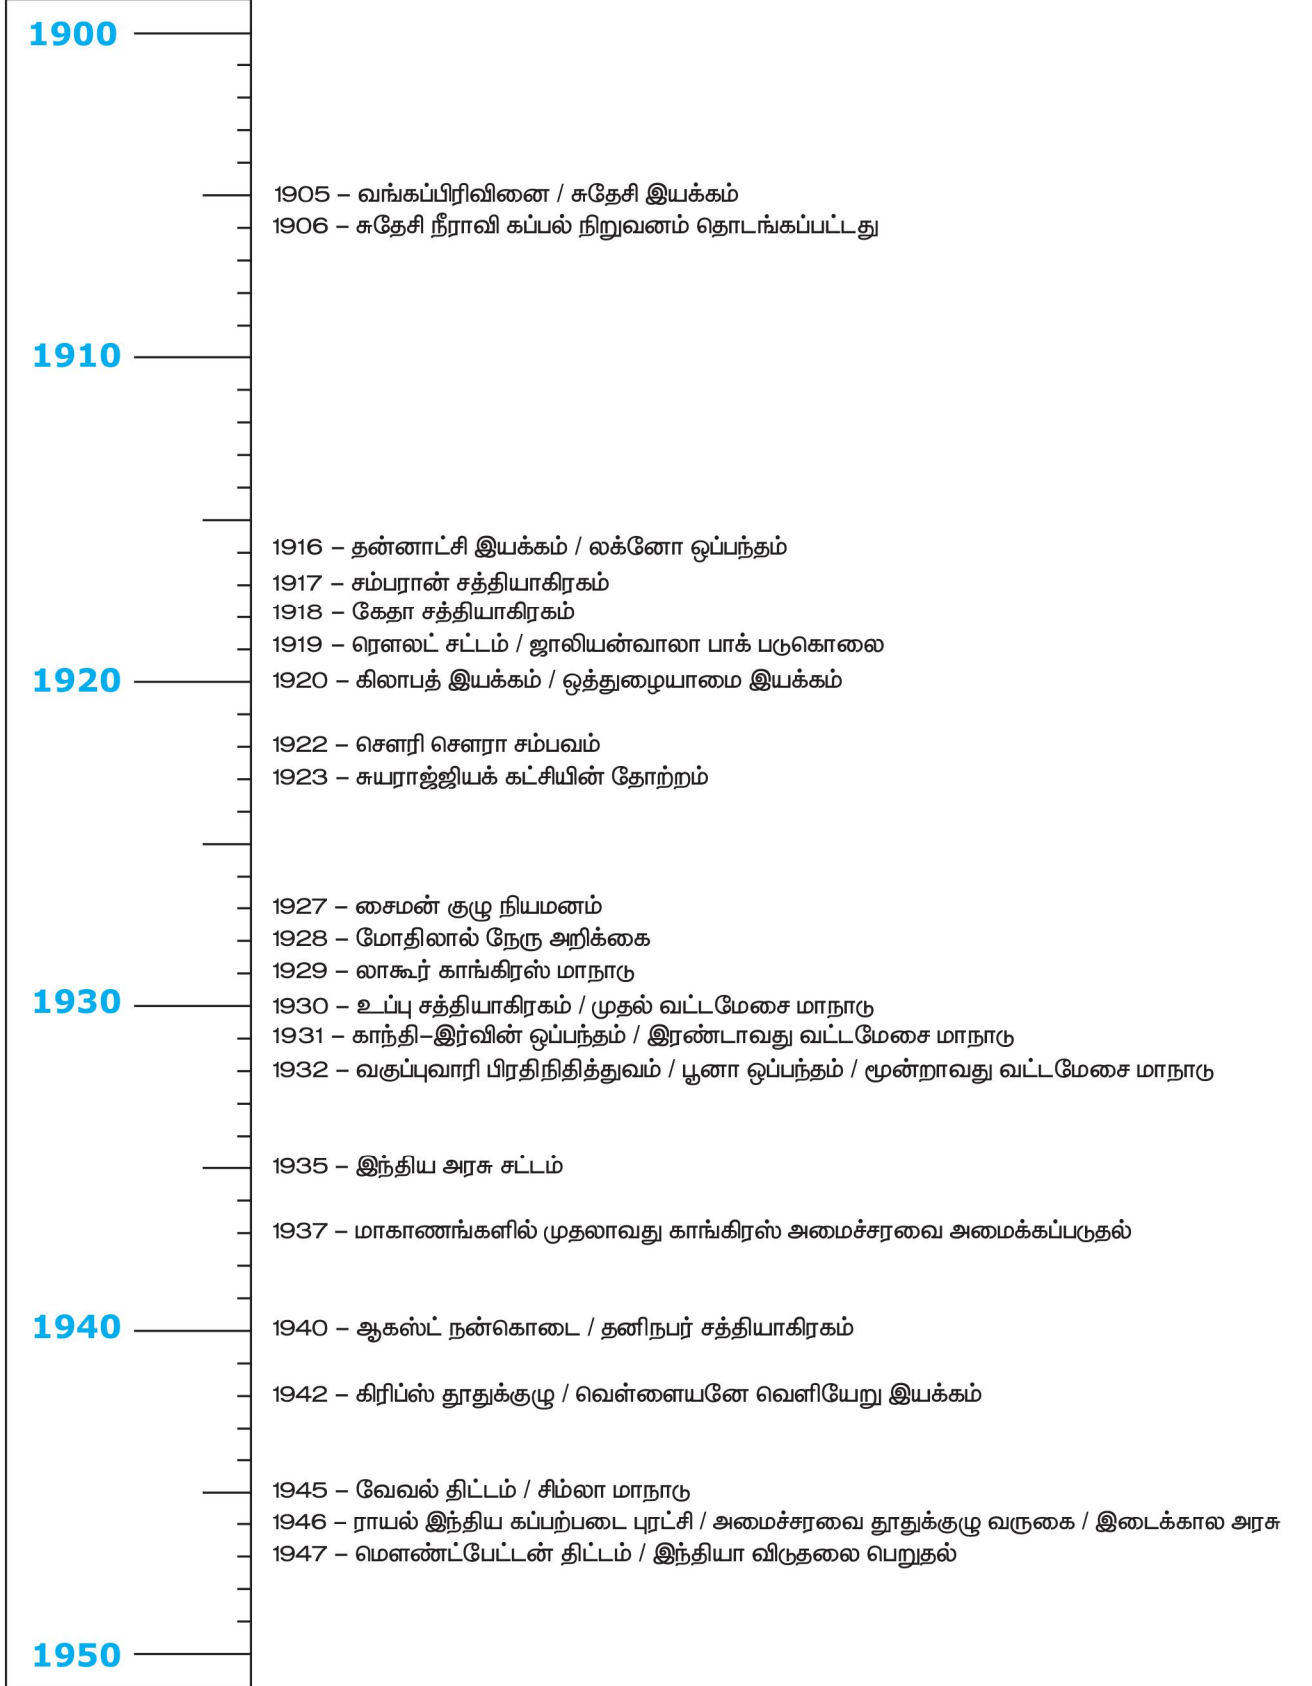 1900
1905 – வங்கப்பிரிவினை / சுதேசி இயக்கம்
1906 – சுதேசி நீராவி கப்பல் நிறுவனம் தொடங்கப்பட்டது
1910
1916 – தன்னாட்சி இயக்கம் / லக்னோ ஒப்பந்தம்
1917 – சம்பரான் சத்தியாகிரகம்
1918 – கேதா சத்தியாகிரகம்
1919 – ரௌலட் சட்டம் / ஜாலியன்வாலா பாக் படுகொலை
1920
1920 – கிலாபத் இயக்கம் / ஒத்துழையாமை இயக்கம்
1922 – சௌரி சௌரா சம்பவம்
1923 – சுயராஜ்ஜியக் கட்சியின் தோற்றம்
1927 – சைமன் குழு நியமனம்
1928 – மோதிலால் நேரு அறிக்கை
1929 – லாகூர் காங்கிரஸ் மாநாடு
1930
1930 – உப்பு சத்தியாகிரகம் / முதல் வட்டமேசை மாநாடு
1931 – காந்தி–இர்வின் ஒப்பந்தம் / இரண்டாவது வட்டமேசை மாநாடு
1932 – வகுப்புவாரி பிரதிநிதித்துவம் / பூனா ஒப்பந்தம் / மூன்றாவது வட்டமேசை மாநாடு
1935 – இந்திய அரசு சட்டம்
1937 – மாகாணங்களில் முதலாவது காங்கிரஸ் அமைச்சரவை அமைக்கப்படுதல்
1940
1940 – ஆகஸ்ட் நன்கொடை / தனிநபர் சத்தியாகிரகம்
1942 – கிரிப்ஸ் தூதுக்குழு / வெள்ளையனே வெளியேறு இயக்கம்
1945 – வேவல் திட்டம் / சிம்லா மாநாடு
1946 – ராயல் இந்திய கப்பற்படை புரட்சி / அமைச்சரவை தூதுக்குழு வருகை / இடைக்கால அரசு
1947 – மௌண்ட்பேட்டன் திட்டம் / இந்தியா விடுதலை பெறுதல்
1950